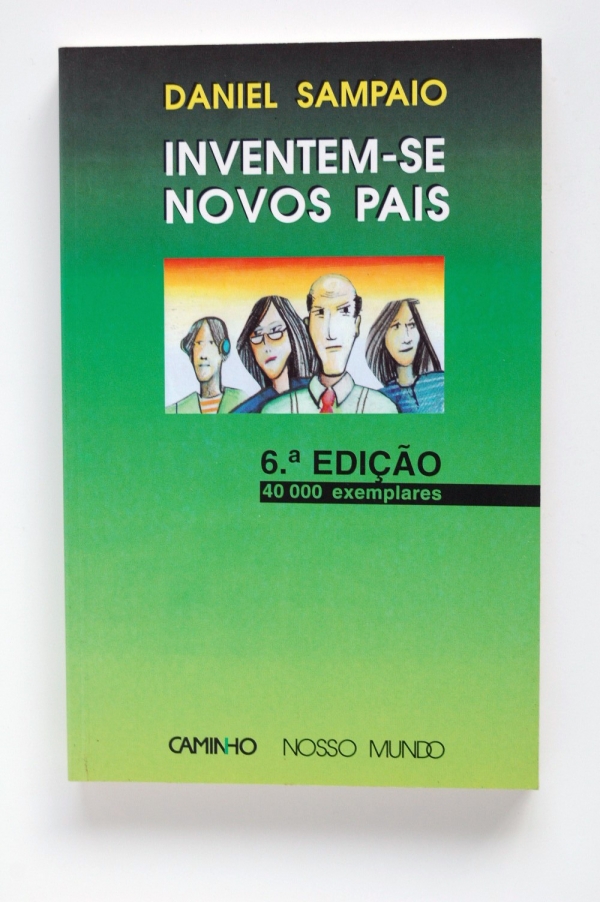 DANIEL SAMPAIO
INVENTEM-SE
NOVOS PAIS
6.ª EDIÇÃO
40 000 exemplares
CAMINHO NOSSO MUNDO